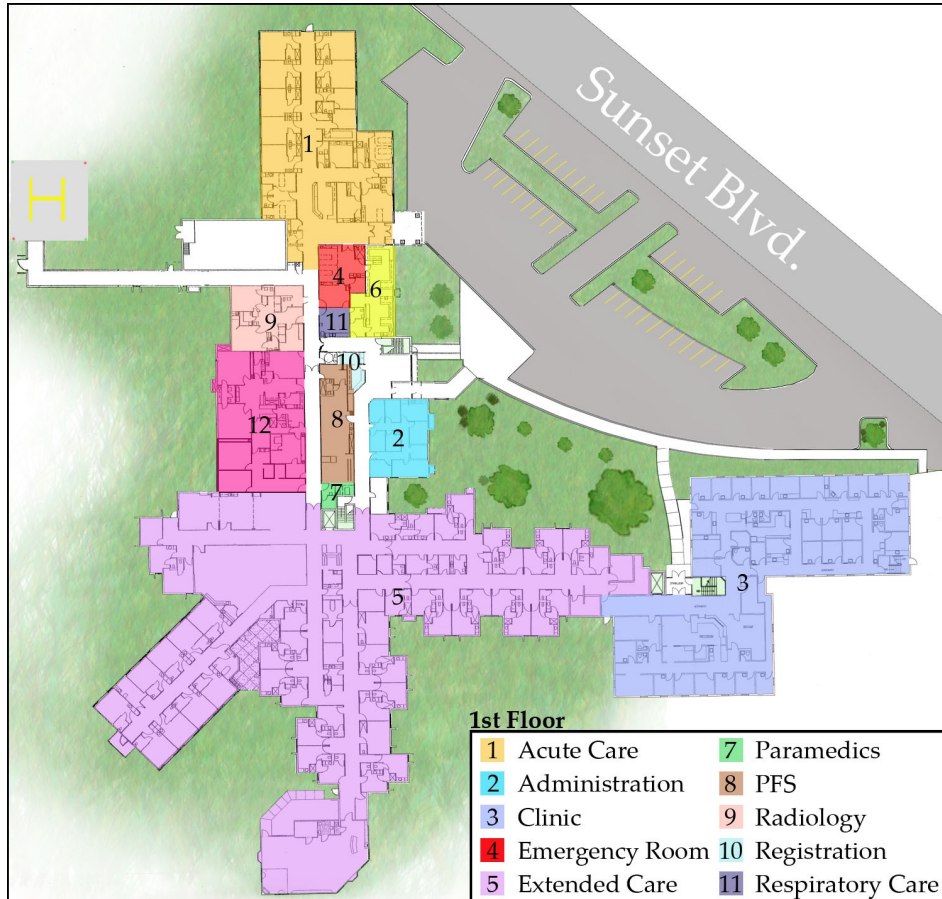 Sunset Blvd.
H
1
4
6
11
9
10
8
12
2
7
5
3
1st Floor
1 Acute Care
2 Administration
3 Clinic
4 Emergency Room
5 Extended Care
7 Paramedics
8 PFS
9 Radiology
10 Registration
11 Respiratory Care